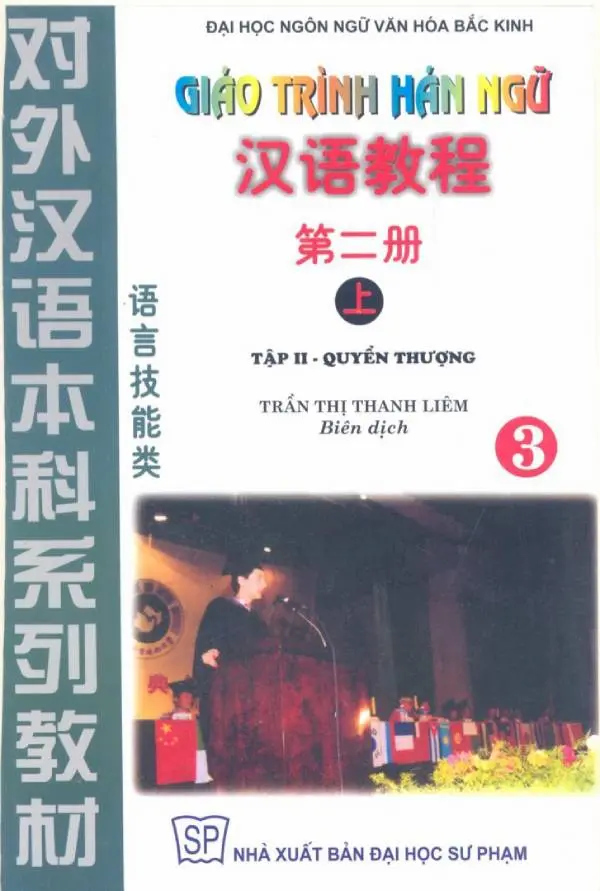 ĐẠI HỌC NGÔN NGỮ VĂN HÓA BẮC KINH
GIÁO TRÌNH HÁN NGỮ
汉语教程
第二册
上
TẬP II - QUYỂN THƯỢNG
TRẦN THỊ THANH LIÊM
Biên dịch
3
对外汉语本科系列教材
语言技能类
典
SP
NHÀ XUẤT BẢN ĐẠI HỌC SƯ PHẠM